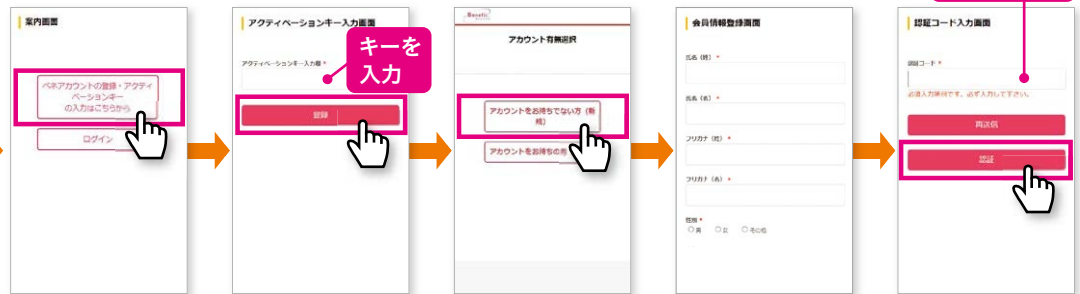 案内画面
ベネアカウントの登録・アクティ
ベーションキー
の入力はこちらから
ログイン
アクティベーションキー入力画面
アクティベーションキー入力欄 *
キーを
入力
登録
Benefit
アカウント有無選択
アカウントをお持ちでない方（新
規）
アカウントをお持ちの方
会員情報登録画面
氏名（姓） *
氏名（名） *
フリガナ（姓） *
フリガナ（名） *
性別 *
男 女 その他
認証コード入力画面
認証コード *
必須入力項目です。必ず入力して下さい。
再送信
認証